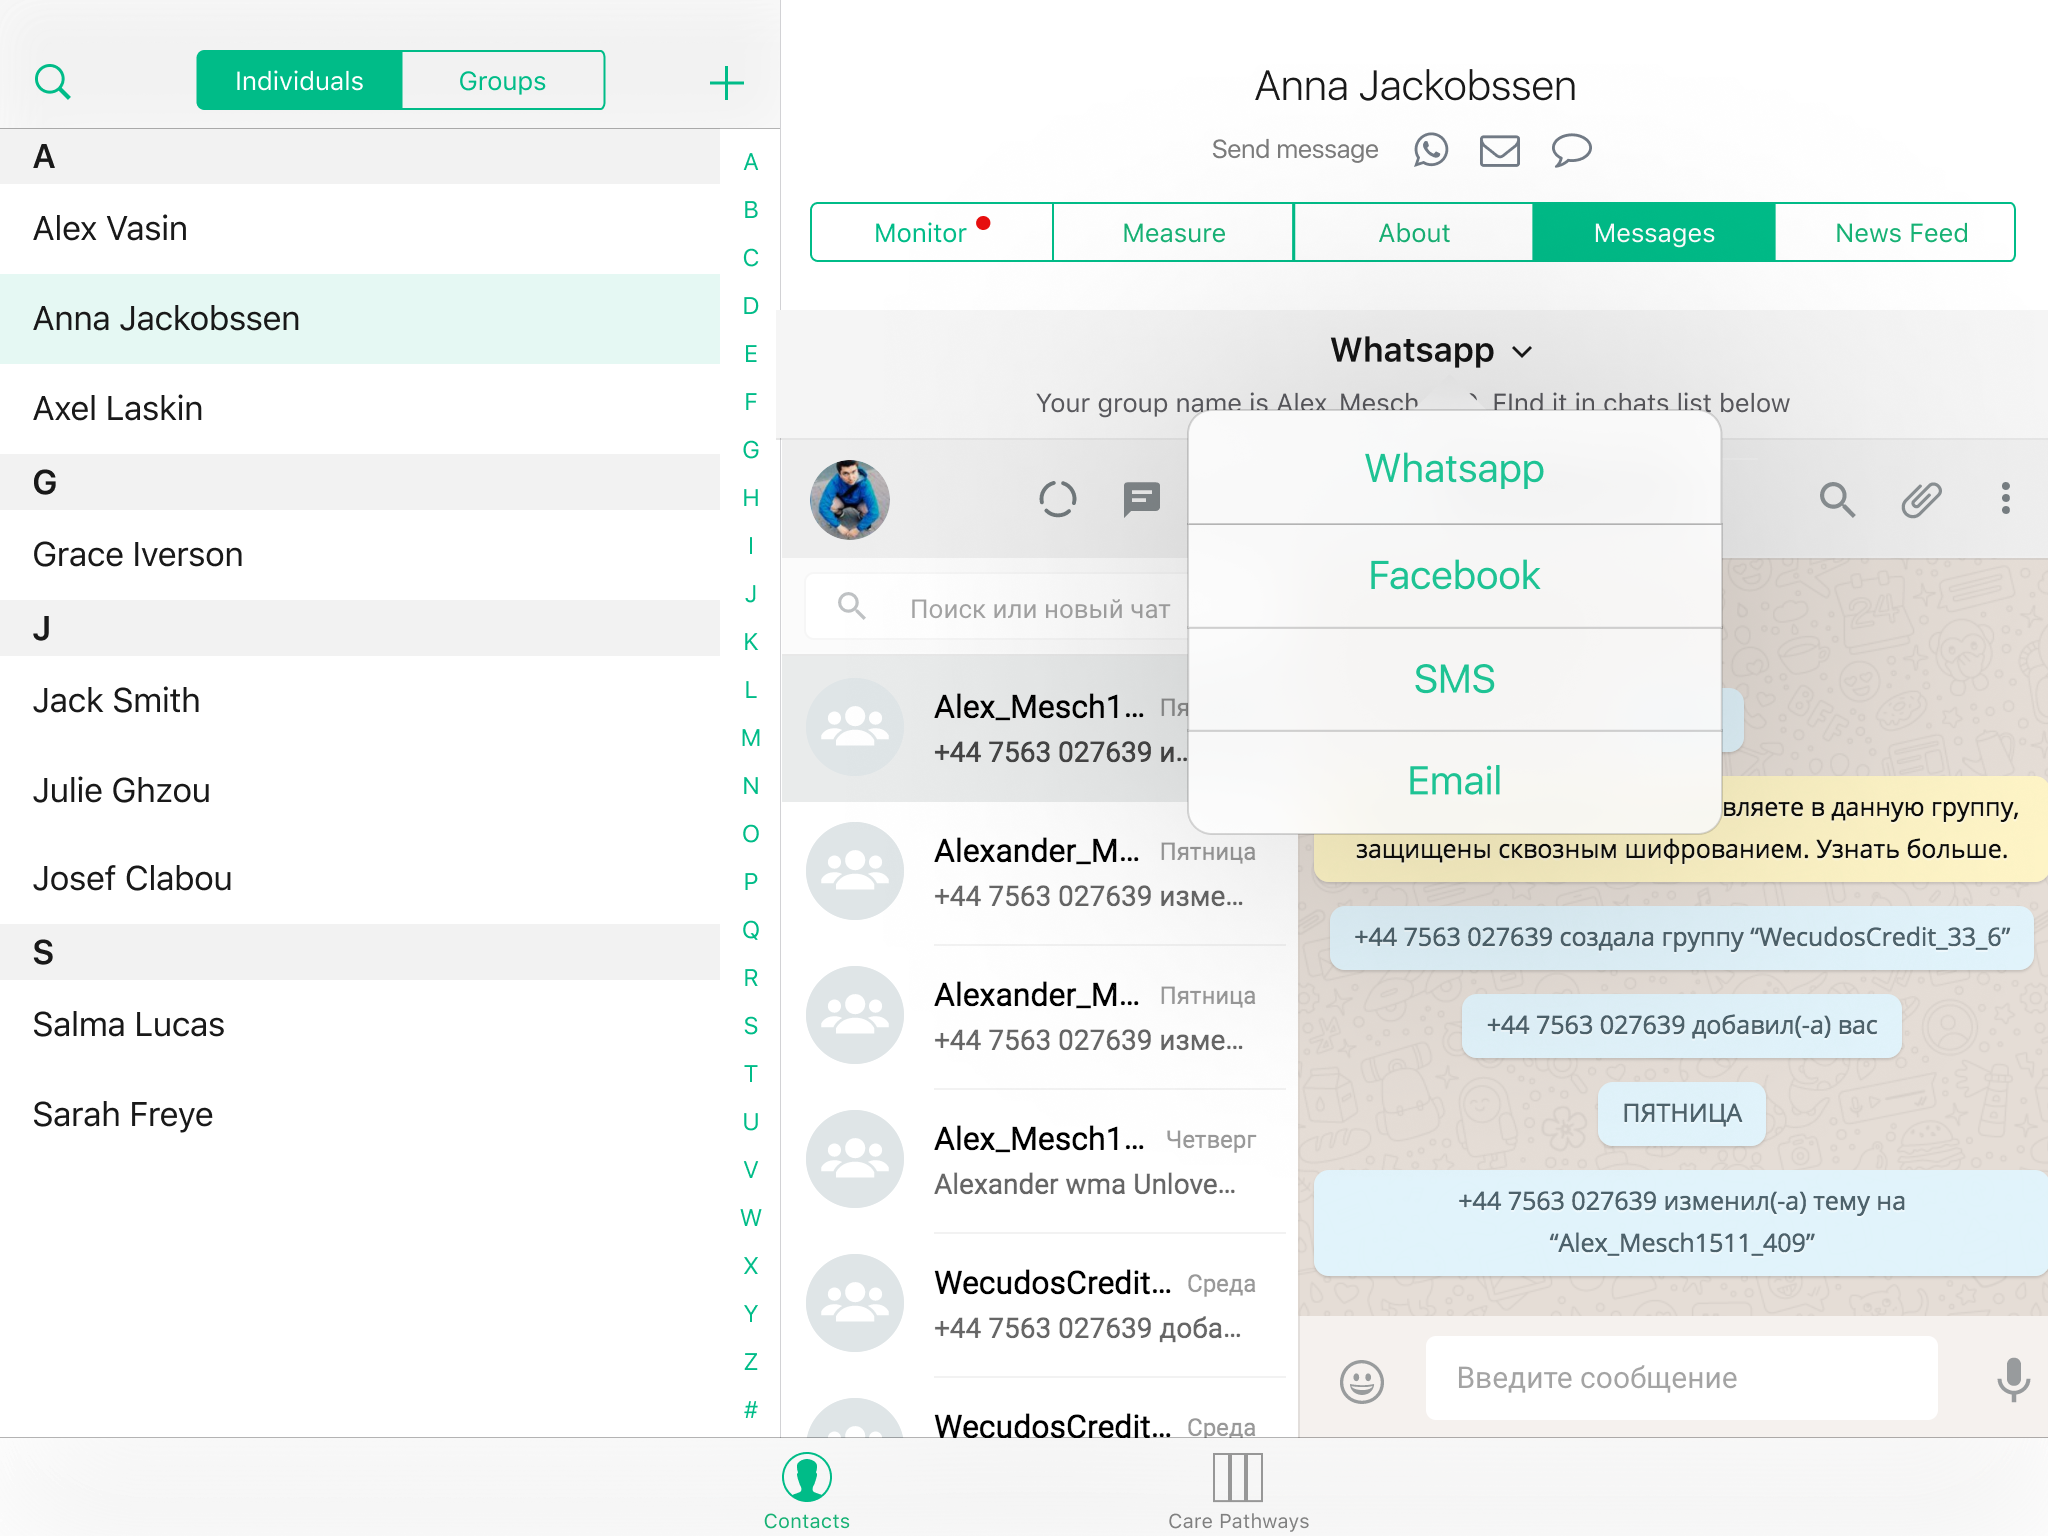 Individuals
Groups
A
Alex Vasin
Anna Jackobssen
Axel Laskin
G
Grace Iverson
J
Jack Smith
Julie Ghzou
Josef Clabou
S
Salma Lucas
Sarah Freye
A
B
C
D
E
F
G
H
I
J
K
L
M
N
O
P
Q
R
S
T
U
V
W
X
Y
Z
#
Anna Jackobssen
Send message
Monitor
Measure
About
Messages
News Feed
Whatsapp
Your group name is Alex_Mesch FInd it in chats list below
Whatsapp
Facebook
SMS
Email
Поиск или новый чат
Alex_Mesch1...
+44 7563 027639 и...
Alexander_M... Пятница
+44 7563 027639 изме...
Alexander_M... Пятница
+44 7563 027639 изме...
Alex_Mesch1... Четверг
Alexander wma Unlove...
WecudosCredit... Среда
+44 7563 027639 доба...
WecudosCredit... Среда
в данную группу,
защищены сквозным шифрованием. Узнать больше.
+44 7563 027639 создала группу “WecudosCredit_33_6”
+44 7563 027639 добавил(-а) вас
ПЯТНИЦА
+44 7563 027639 изменил(-а) тему на
“Alex_Mesch1511_409”
Введите сообщение
Contacts
Care Pathways